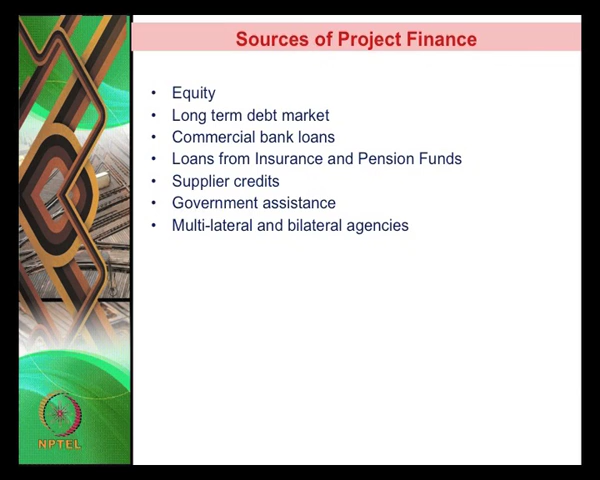 Sources of Project Finance
• Equity
• Long term debt market
• Commercial bank loans
• Loans from Insurance and Pension Funds
• Supplier credits
• Government assistance
• Multi-lateral and bilateral agencies
NPTEL